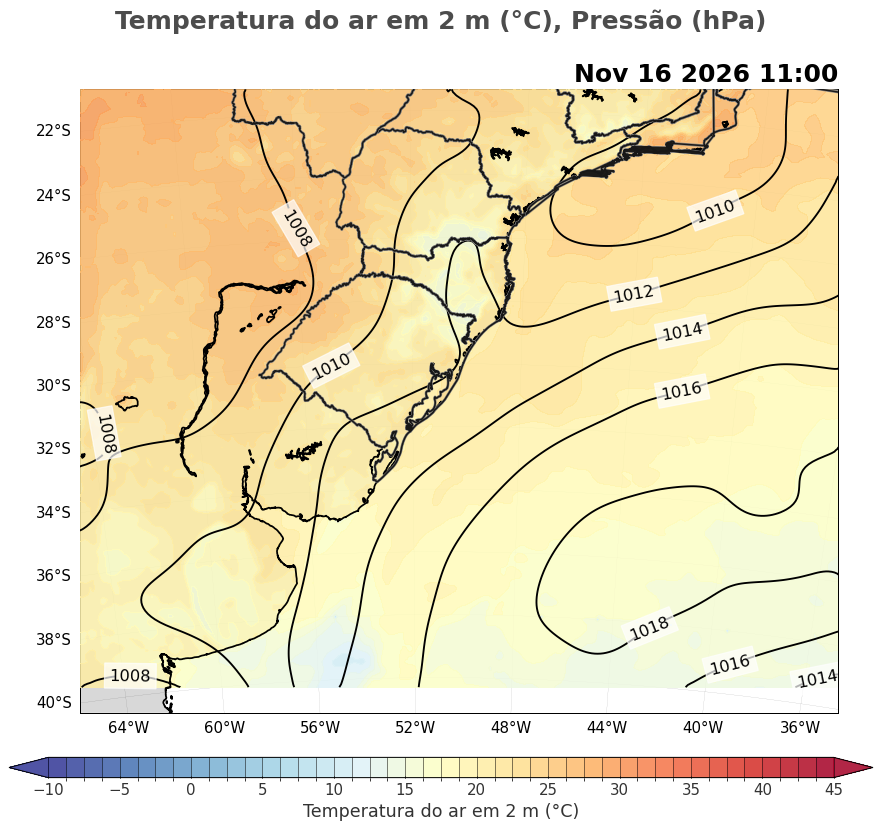 Temperatura do ar em 2 m (°C), Pressão (hPa)
Nov 16 2026 11:00
22°S
24°S
26°S
28°S
30°S
32°S
34°S
36°S
38°S
40°S
1008
1010
1012
1014
1010
1016
1008
1018
1016
1008
1014
64°W 60°W 56°W 52°W 48°W 44°W 40°W 36°W
−10 −5 0 5 10 15 20 25 30 35 40 45
Temperatura do ar em 2 m (°C)